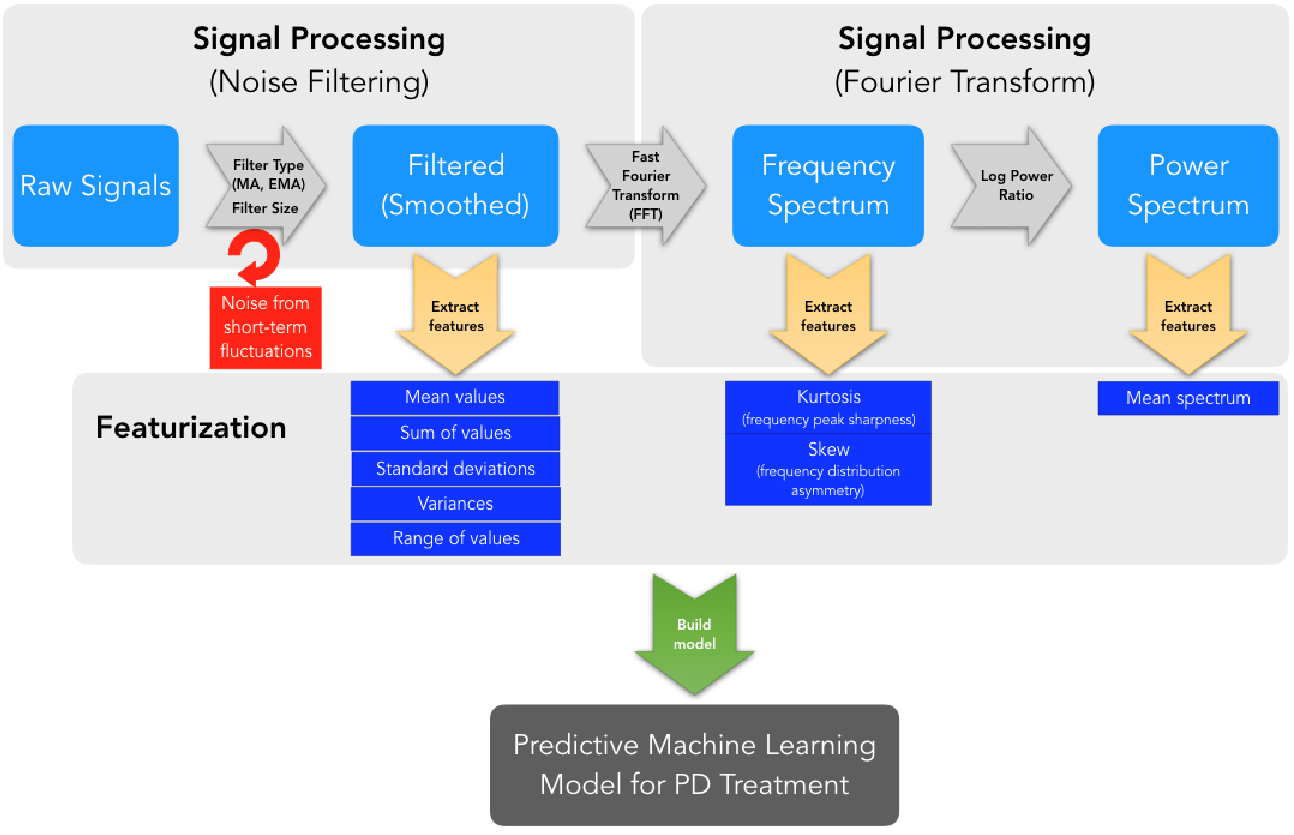 Signal Processing
(Noise Filtering)
Signal Processing
(Fourier Transform)
Raw Signals
Filter Type
(MA, EMA)
Filter Size
Filtered
(Smoothed)
Fast
Fourier
Transform
(FFT)
Frequency
Spectrum
Log Power
Ratio
Power
Spectrum
Noise from
short-term
fluctuations
Extract
features
Extract
features
Extract
features
Featurization
Mean values
Sum of values
Standard deviations
Variances
Range of values
Kurtosis
(frequency peak sharpness)
Skew
(frequency distribution
asymmetry)
Mean spectrum
Build
model
Predictive Machine Learning
Model for PD Treatment